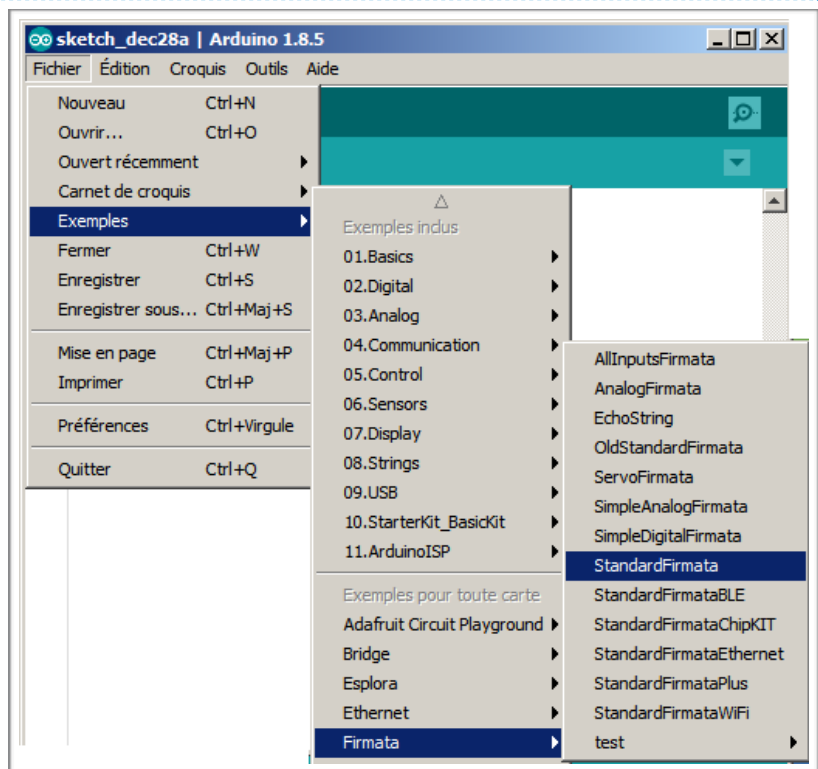 sketch_dec28a | Arduino 1.8.5
Fichier Édition Croquis Outils Aide
Nouveau Ctrl+N
Ouvrir... Ctrl+O
Ouvert récemment
Carnet de croquis
Exemples
Fermer Ctrl+W
Enregistrer Ctrl+S
Enregistrer sous... Ctrl+Maj+S
Mise en page Ctrl+Maj+P
Imprimer Ctrl+P
Préférences Ctrl+Virgule
Quitter Ctrl+Q
Exemples inclus
01.Basics
02.Digital
03.Analog
04.Communication
05.Control
06.Sensors
07.Display
08.Strings
09.USB
10.StarterKit_BasicKit
11.ArduinoISP
Exemples pour toute carte
Adafruit Circuit Playground
Bridge
Esplora
Ethernet
Firmata
AllInputsFirmata
AnalogFirmata
EchoString
OldStandardFirmata
ServoFirmata
SimpleAnalogFirmata
SimpleDigitalFirmata
StandardFirmata
StandardFirmataBLE
StandardFirmataChipKIT
StandardFirmataEthernet
StandardFirmataPlus
StandardFirmataWiFi
test